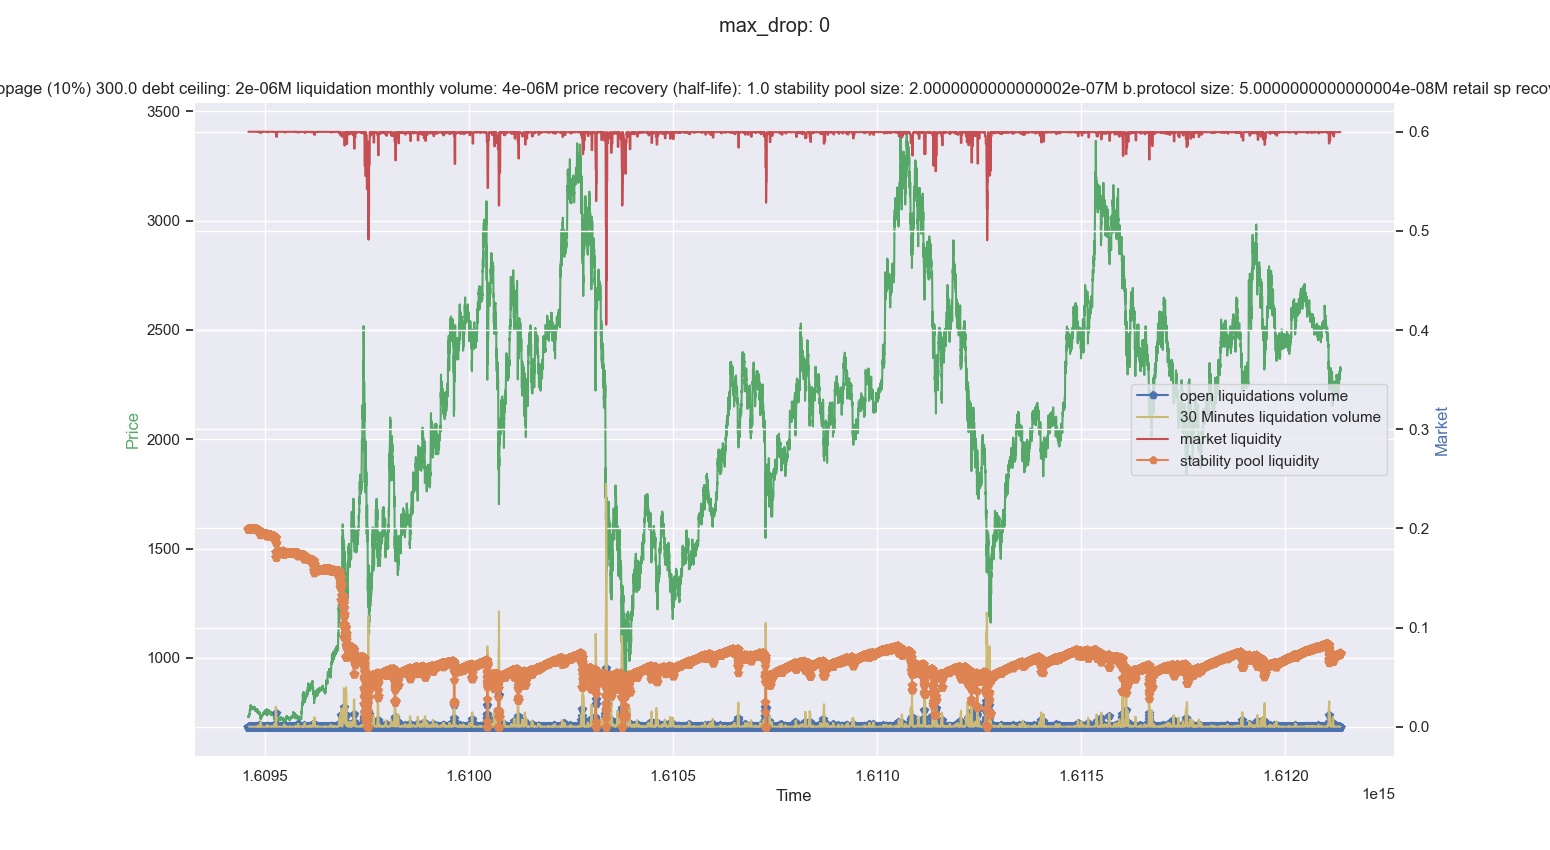 max_drop: 0
(10%) 300.0 debt ceiling: 2e-06M liquidation monthly volume: 4e-06M price recovery (half-life): 1.0 stability pool size: 2.0000000000000002e-07M b.protocol size: 5.0000000000000004e-08M retail sp
3500
3000
2500
2000
1500
1000
Price
0.6
0.5
0.4
0.3
0.2
0.1
0.0
Market
open liquidations volume
30 Minutes liquidation volume
market liquidity
stability pool liquidity
1.6095
1.6100
1.6105
1.6110
1.6115
1.6120
Time
1e15